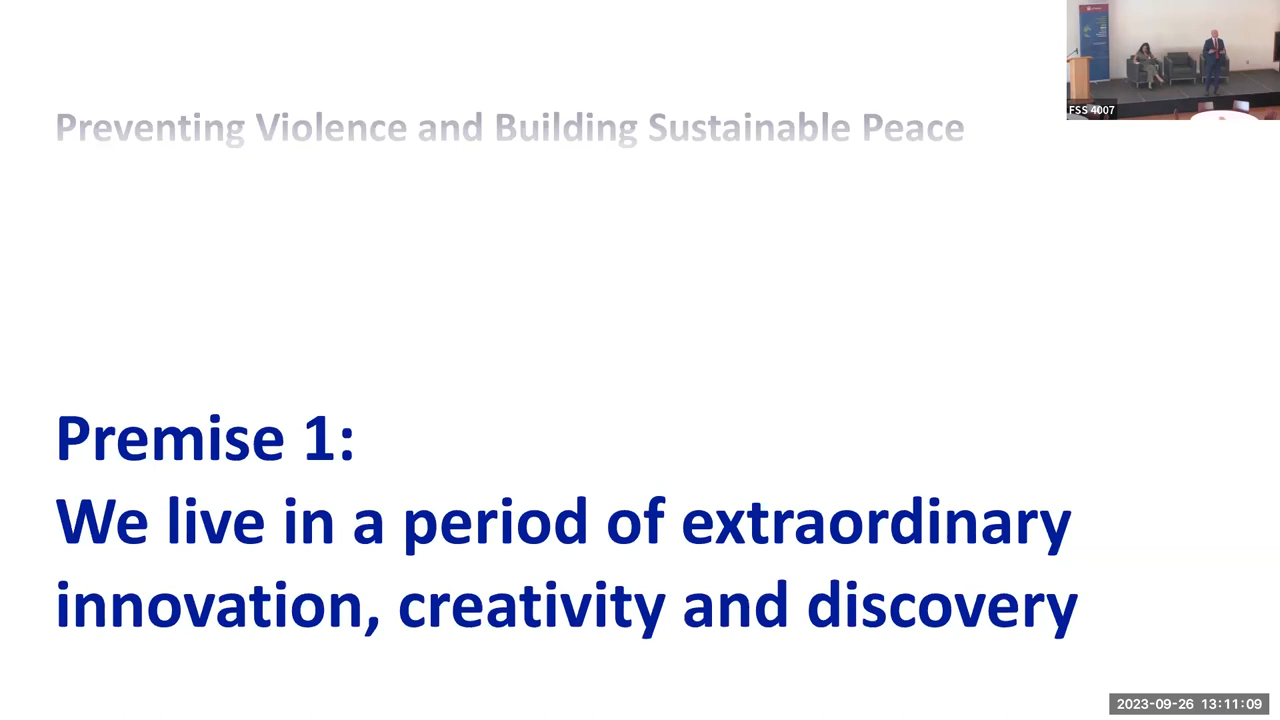 Preventing Violence and Building Sustainable Peace
FSS 4007
Premise 1:
We live in a period of extraordinary
innovation, creativity and discovery
2023-09-26 13:11:09